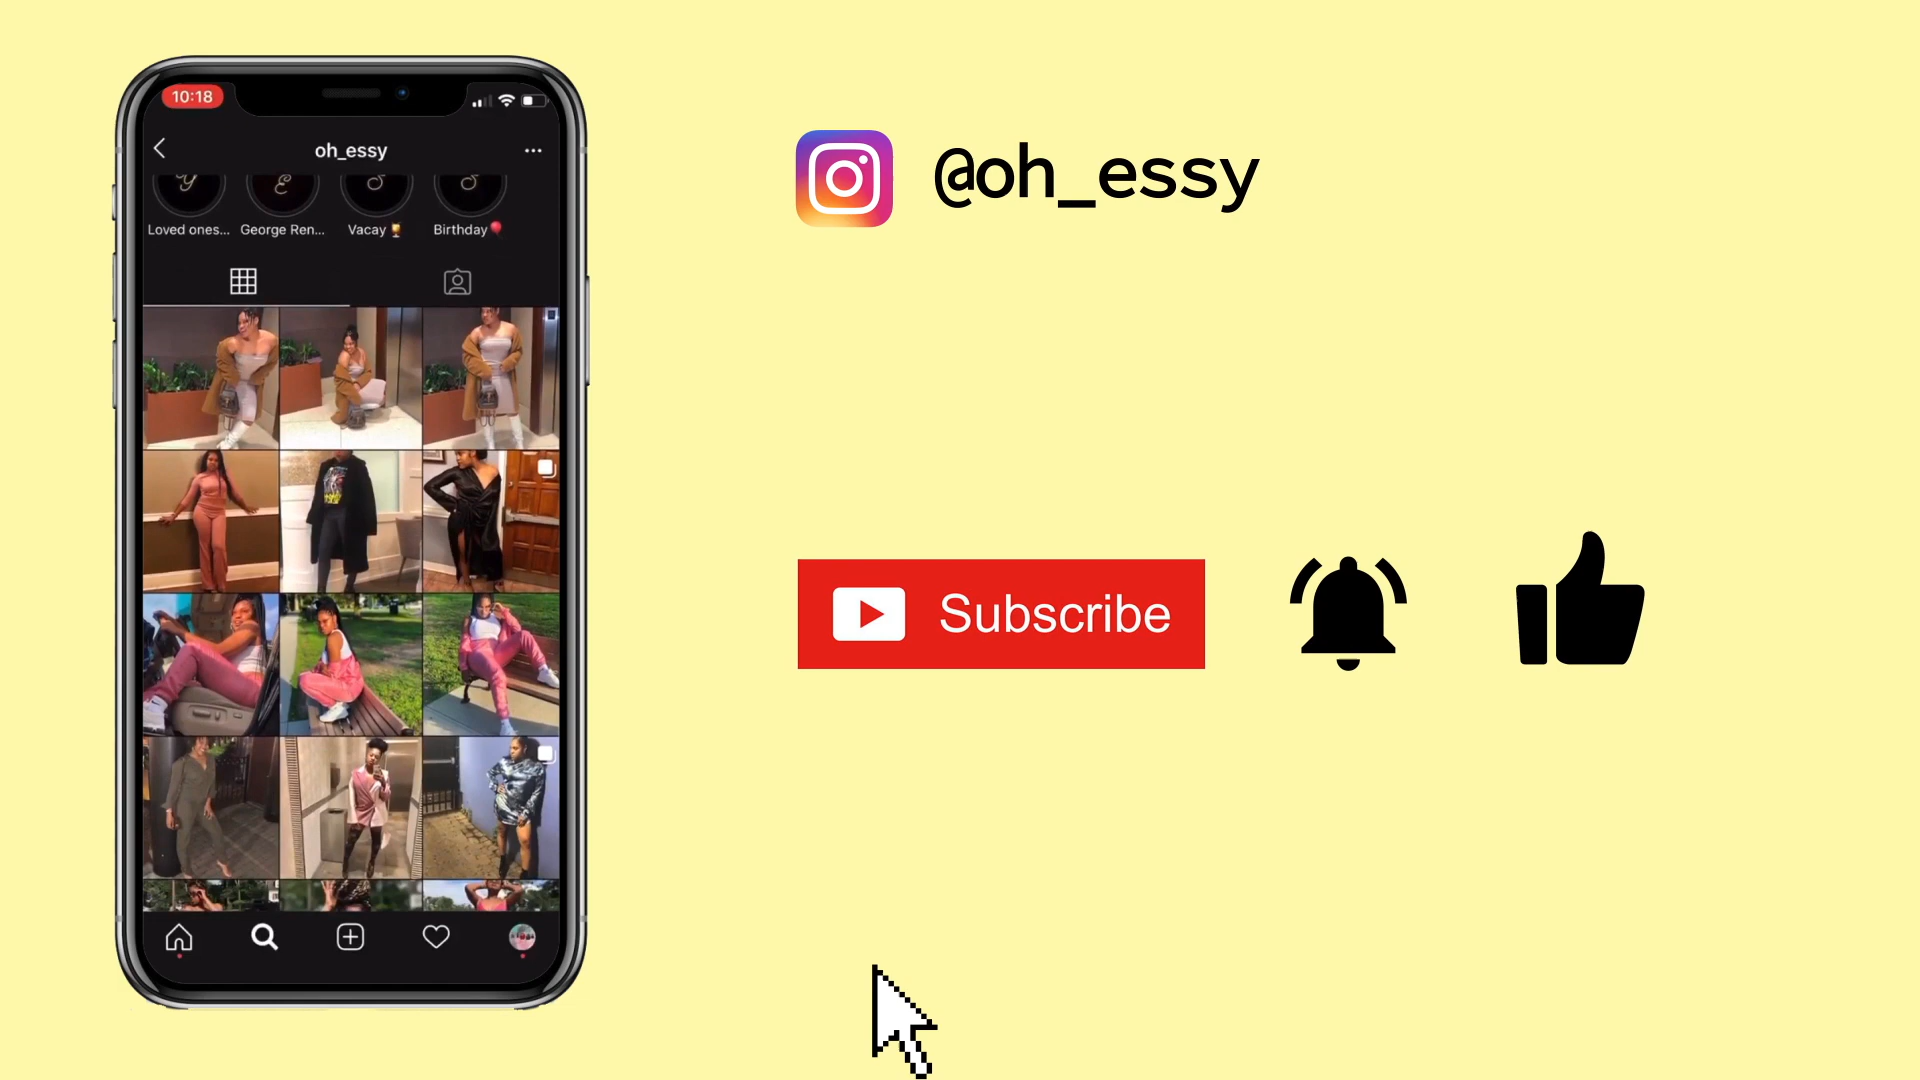 10:18
oh_essy
Y E S S
Loved ones... George Ren... Vacay Birthday
@oh_essy
Subscribe